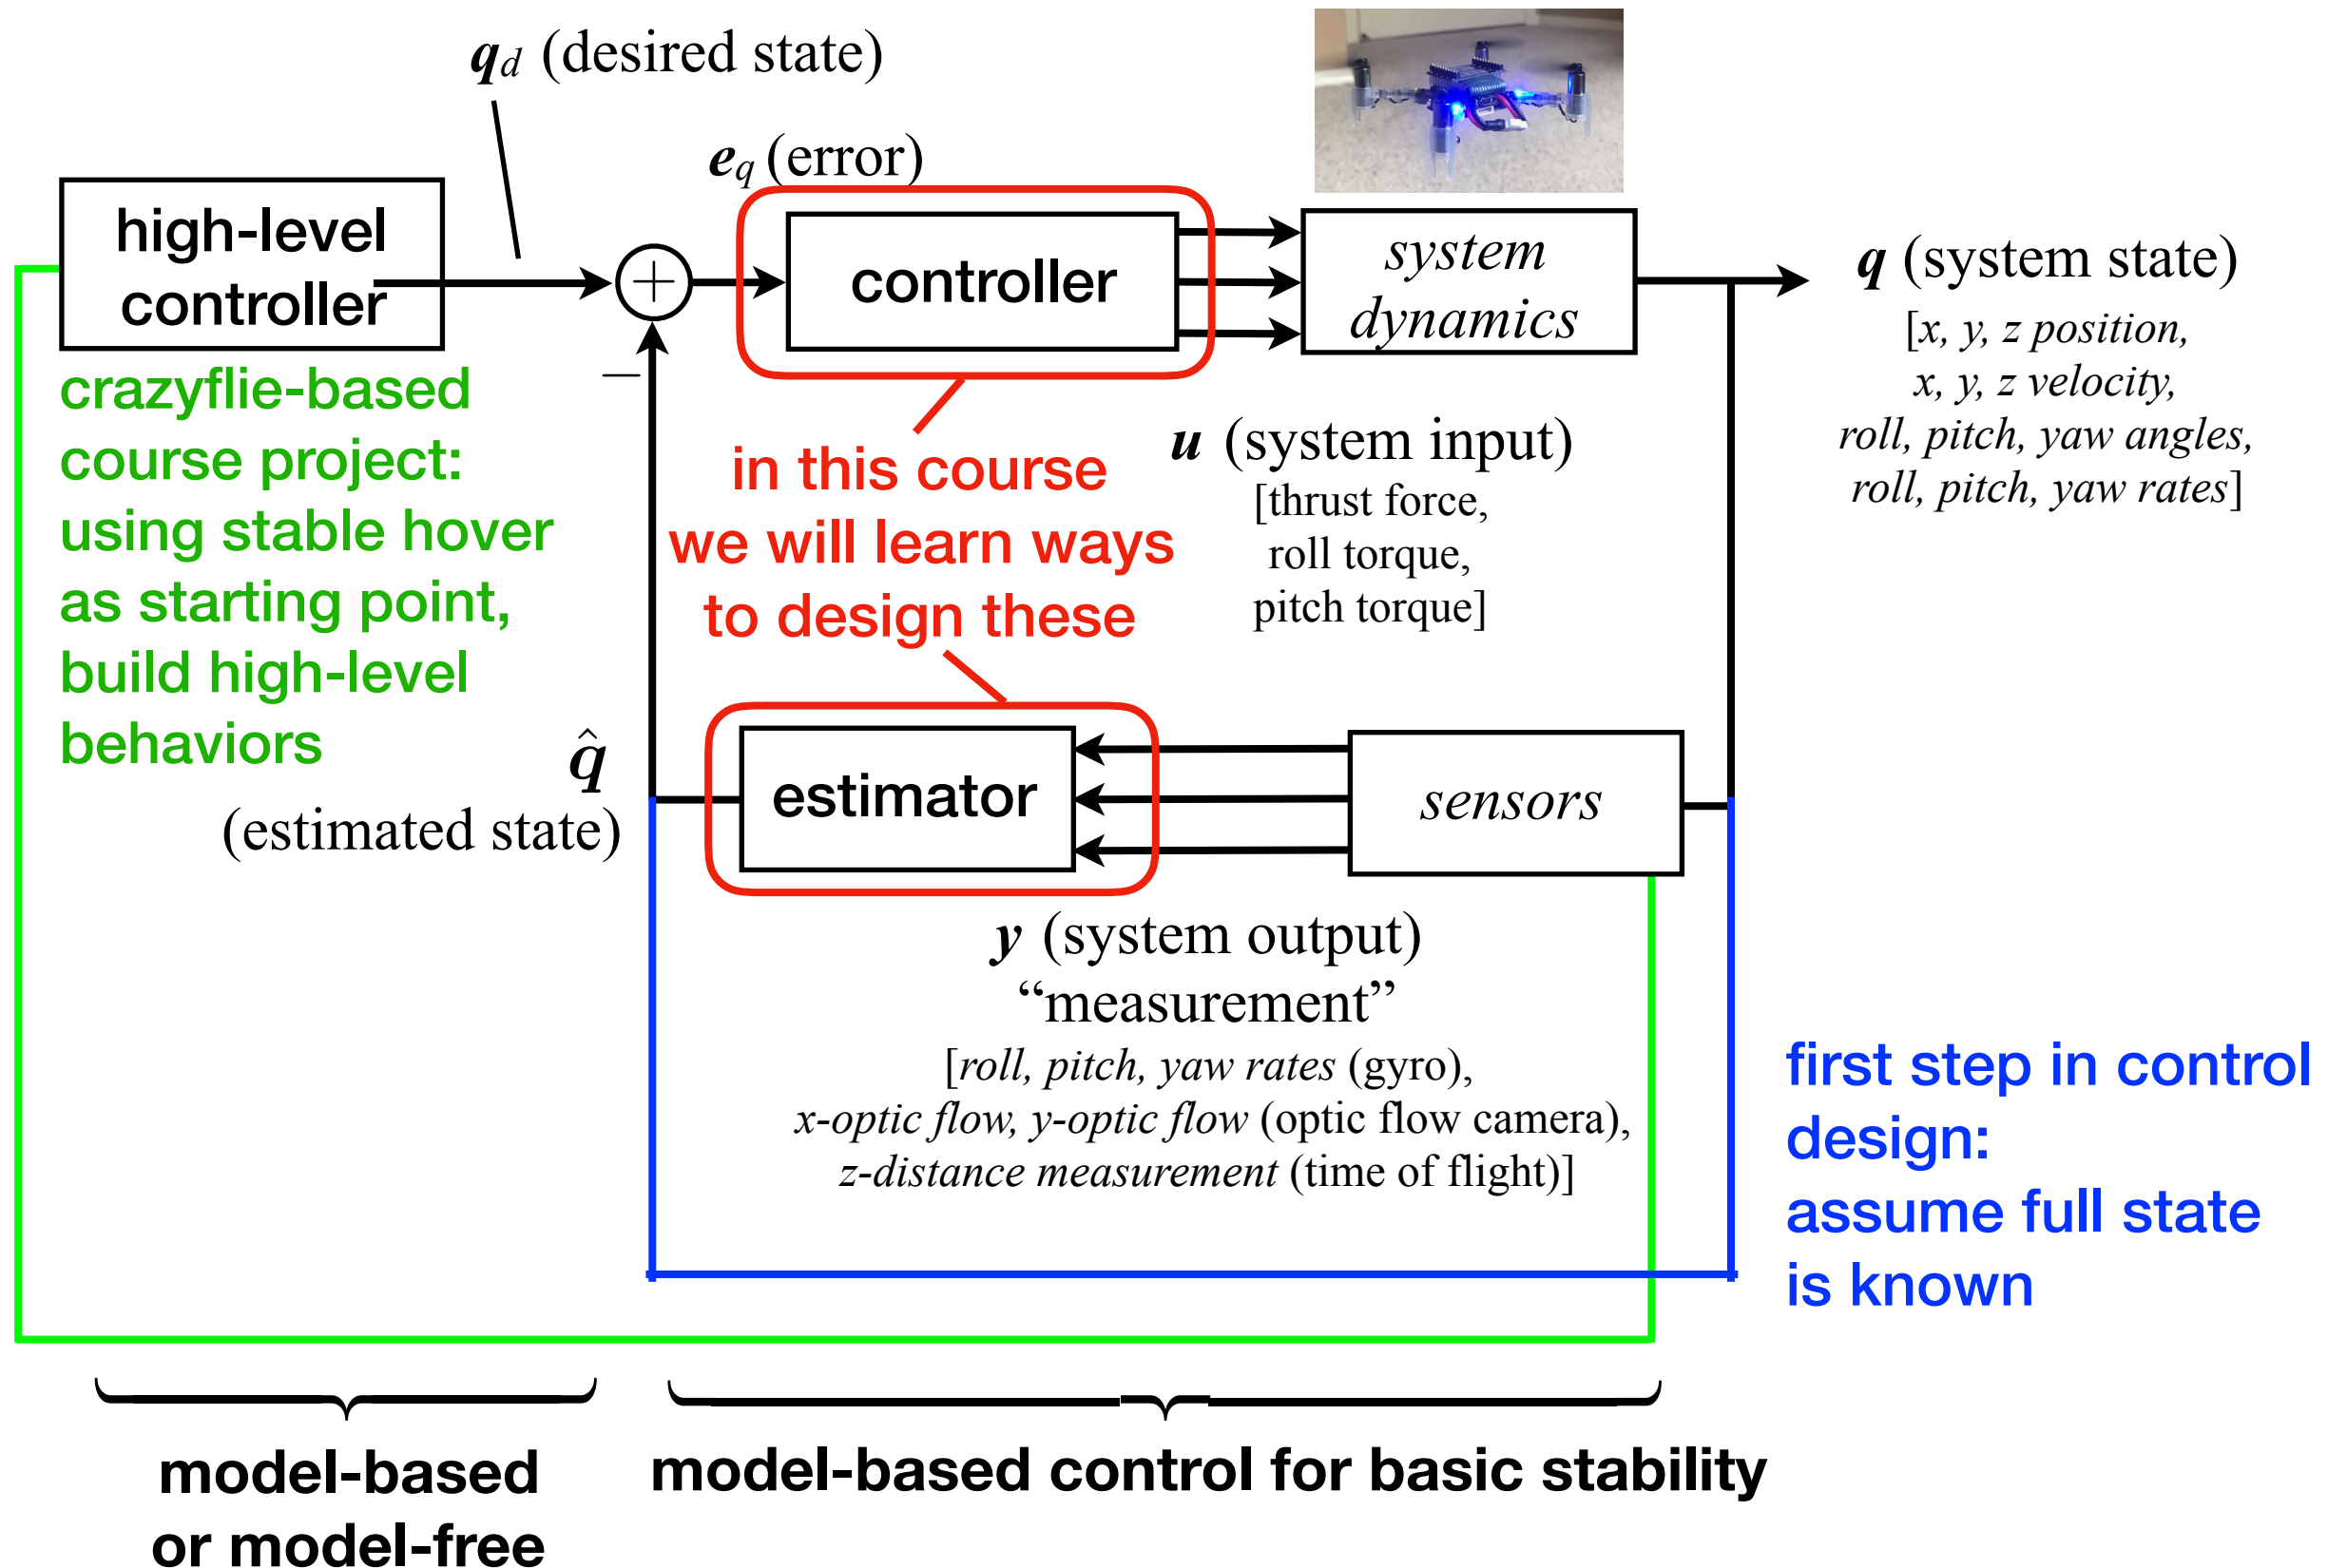 q_d (desired state)
e_q (error)
high-level
controller
+
controller
system
dynamics
q (system state)
[x, y, z position,
x, y, z velocity,
roll, pitch, yaw angles,
roll, pitch, yaw rates]
−
crazyflie-based
course project:
using stable hover
as starting point,
build high-level
behaviors
in this course
we will learn ways
to design these
u (system input)
[thrust force,
roll torque,
pitch torque]
q̂
(estimated state)
estimator
sensors
y (system output)
“measurement”
[roll, pitch, yaw rates (gyro),
x-optic flow, y-optic flow (optic flow camera),
z-distance measurement (time of flight)]
first step in control
design:
assume full state
is known
model-based
or model-free
model-based control for basic stability